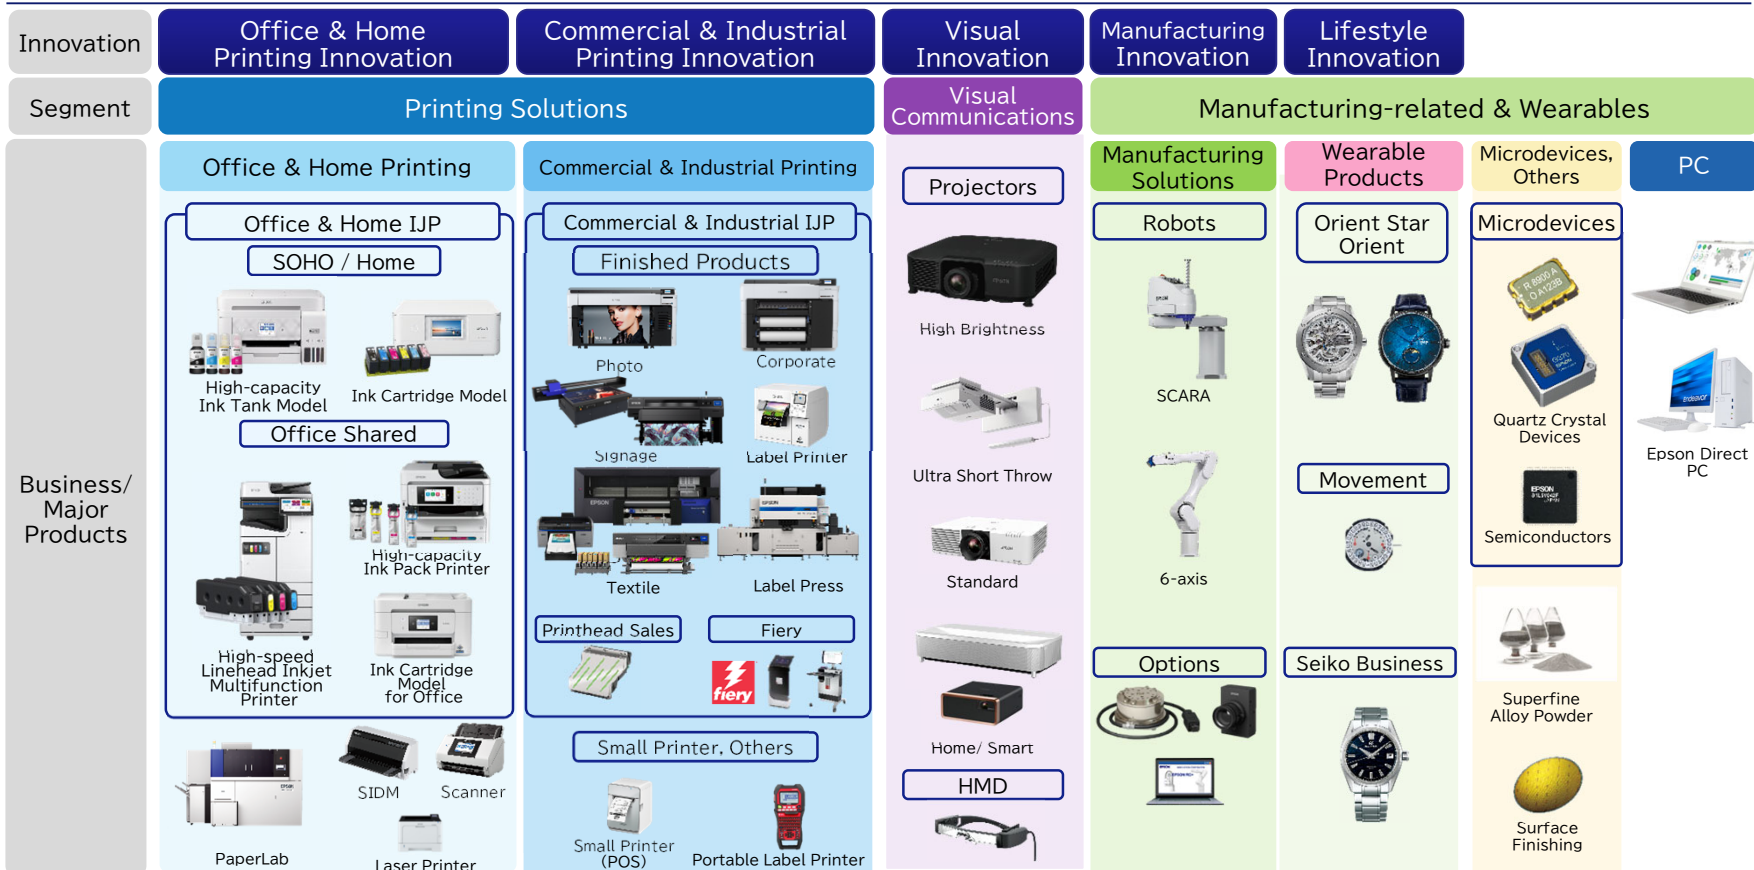 Innovation
Office & Home
Printing Innovation
Commercial & Industrial
Printing Innovation
Visual
Innovation
Manufacturing
Innovation
Lifestyle
Innovation
Segment
Printing Solutions
Visual
Communications
Manufacturing-related & Wearables
Business/
Major
Products
Office & Home Printing
Office & Home IJP
SOHO / Home
High-capacity
Ink Tank Model
Ink Cartridge Model
Office Shared
High-speed
Linehead Inkjet
Multifunction
Printer
High-capacity
Ink Pack Printer
Ink Cartridge
Model
for Office
PaperLab
SIDM
Scanner
Laser Printer
Commercial & Industrial Printing
Commercial & Industrial IJP
Finished Products
Photo
Corporate
Signage
Label Printer
EPSON
EPSON
Textile
Label Press
Printhead Sales
Fiery
fiery
Small Printer, Others
Small Printer
(POS)
Portable Label Printer
Projectors
High Brightness
Ultra Short Throw
Standard
Home/ Smart
HMD
Manufacturing
Solutions
Robots
SCARA
6-axis
Options
Wearable
Products
Orient Star
Orient
Movement
Seiko Business
Microdevices,
Others
Microdevices
R 8900 A
O A123B
Quartz Crystal
Devices
EPSON
Semiconductors
Superfine
Alloy Powder
Surface
Finishing
PC
Endeavor
Epson Direct
PC